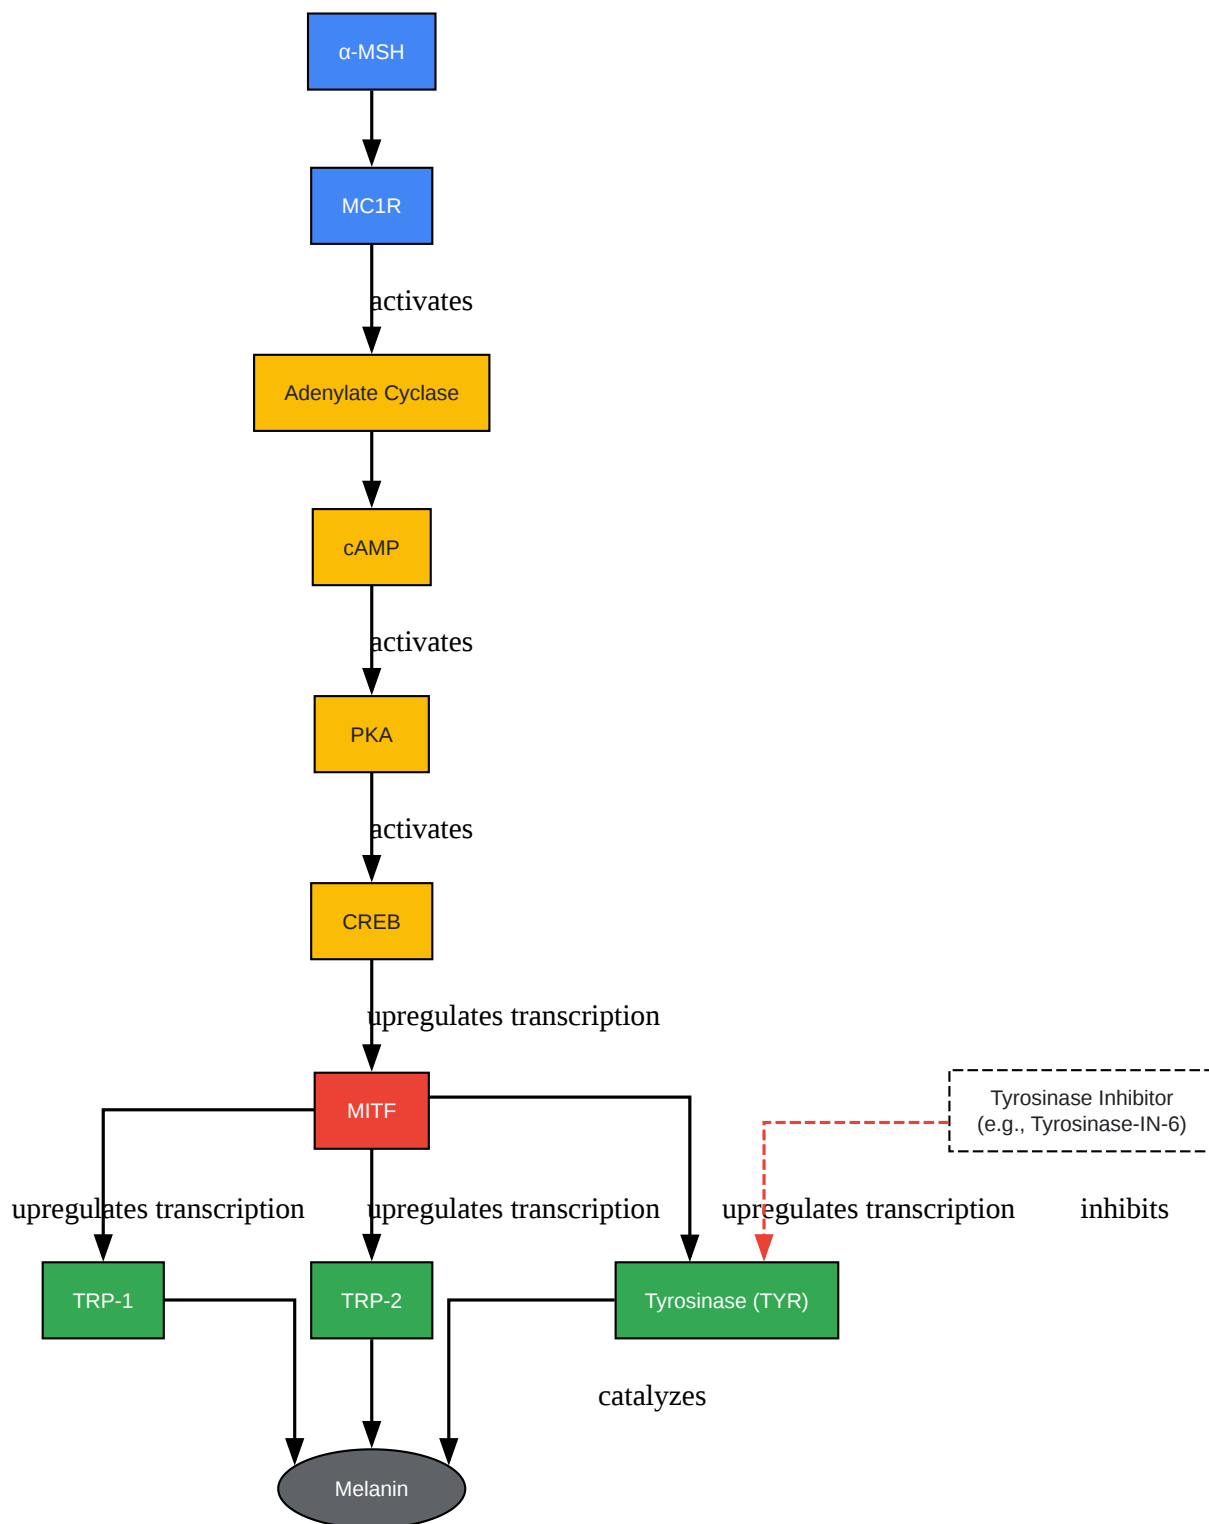 α-MSH
MC1R
activates
Adenylate Cyclase
cAMP
activates
PKA
activates
CREB
upregulates transcription
MITF
Tyrosinase Inhibitor
(e.g., Tyrosinase-IN-6)
upregulates transcription
upregulates transcription
upregulates transcription
inhibits
TRP-1
TRP-2
Tyrosinase (TYR)
catalyzes
Melanin